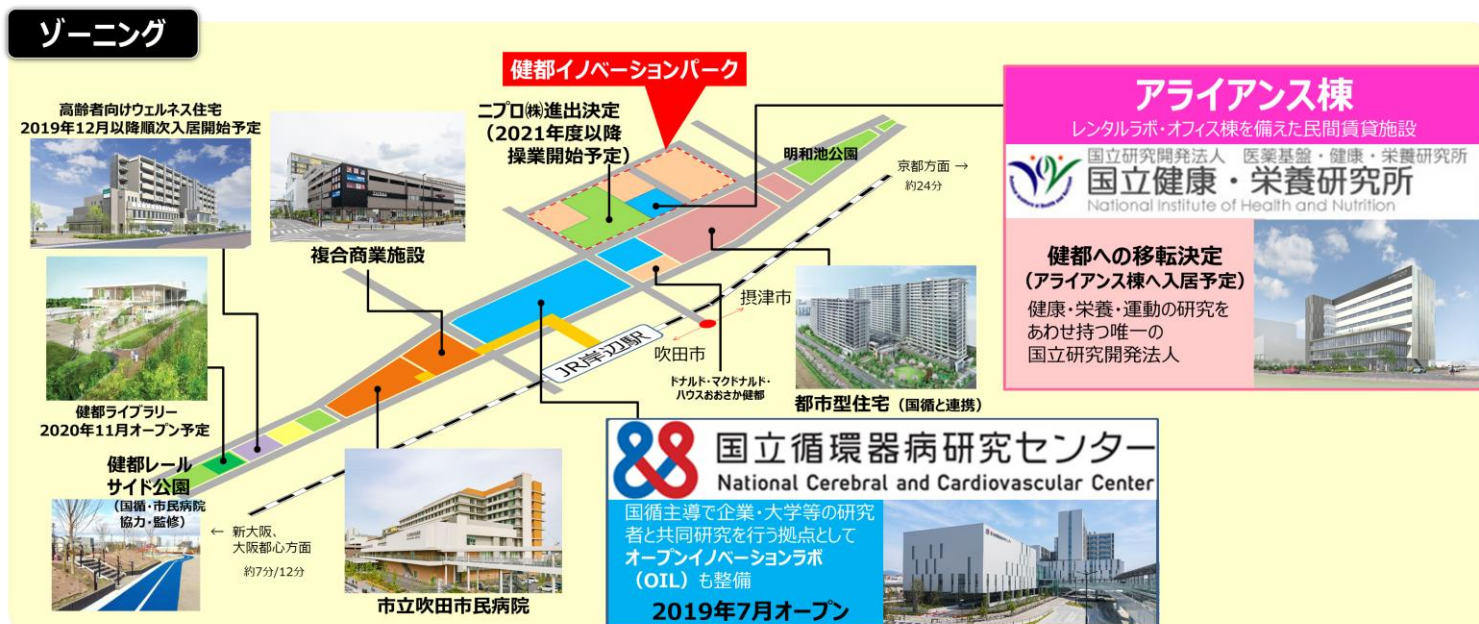 ゾーニング
健都イノベーションパーク
高齢者向けウェルネス住宅
2019年12月以降順次入居開始予定
複合商業施設
ニプロ㈱進出決定
（2021年度以降
操業開始予定）
明和池公園
京都方面 →
約24分
アライアンス棟
レンタルラボ・オフィス棟を備えた民間賃貸施設
国立研究開発法人 医薬基盤・健康・栄養研究所
国立健康・栄養研究所
National Institute of Health and Nutrition
健都への移転決定
（アライアンス棟へ入居予定）
健康・栄養・運動の研究を
あわせ持つ唯一の
国立研究開発法人
健都ライブラリー
2020年11月オープン予定
健都レール
サイド公園
（国循・市民病院
協力・監修）
← 新大阪、
大阪都心方面
約7分/12分
市立吹田市民病院
JR岸辺駅
摂津市
吹田市
ドナルド・マクドナルド・
ハウスおおさか健都
都市型住宅（国循と連携）
国立循環器病研究センター
National Cerebral and Cardiovascular Center
国循主導で企業・大学等の研究
者と共同研究を行う拠点として
オープンイノベーションラボ
（OIL）も整備
2019年7月オープン